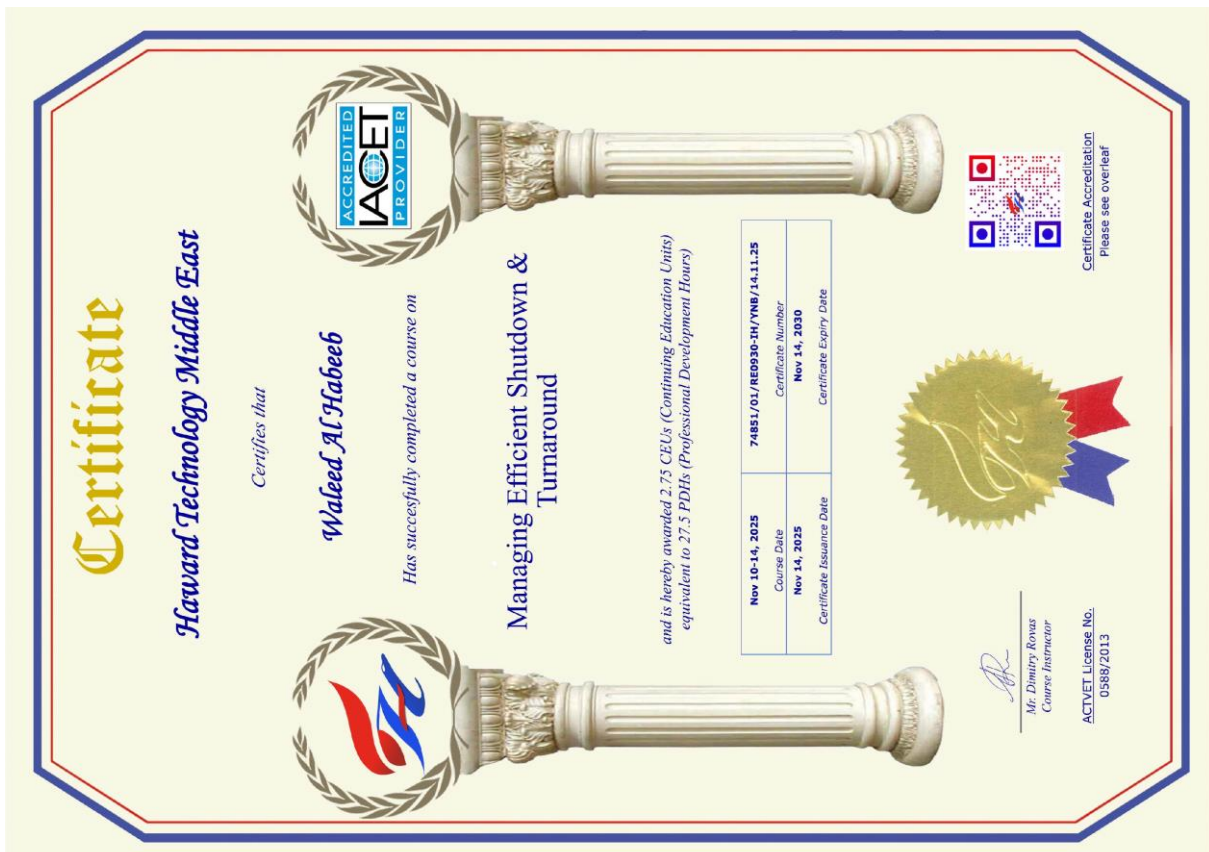 Certificate
Haward Technology Middle East
Certifies that
Waleed Al Habeeb
Has succesfully completed a course on
Managing Efficient Shutdown &
Turnaround
and is hereby awarded 2.75 CEUs (Continuing Education Units)
equivalent to 27.5 PDHs (Professional Development Hours)
Nov 10-14, 2025
Course Date
74851/01/RE0930-IH/YNB/14.11.25
Certificate Number
Nov 14, 2025
Certificate Issuance Date
Nov 14, 2030
Certificate Expiry Date
ACCREDITED
IACET
PROVIDER
Mr. Dimitry Rovas
Course Instructor
ACTVET License No.
0588/2013
Certificate Accreditation
Please see overleaf